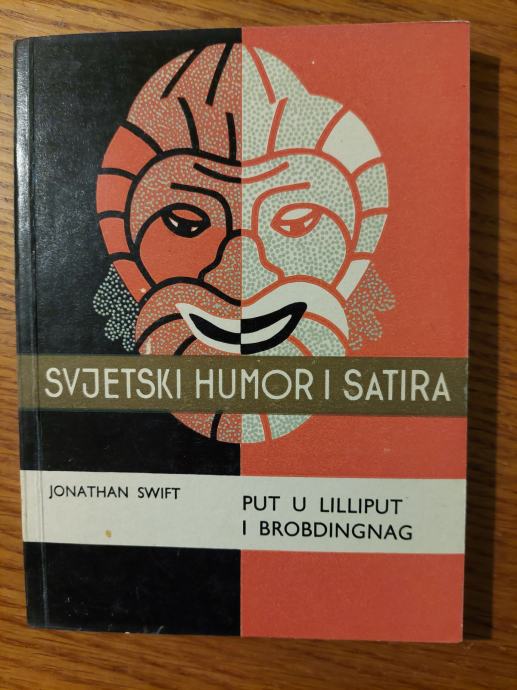 SVJETSKI HUMOR I SATIRA
JONATHAN SWIFT
PUT U LILLIPUT
I BROBDINGNAG